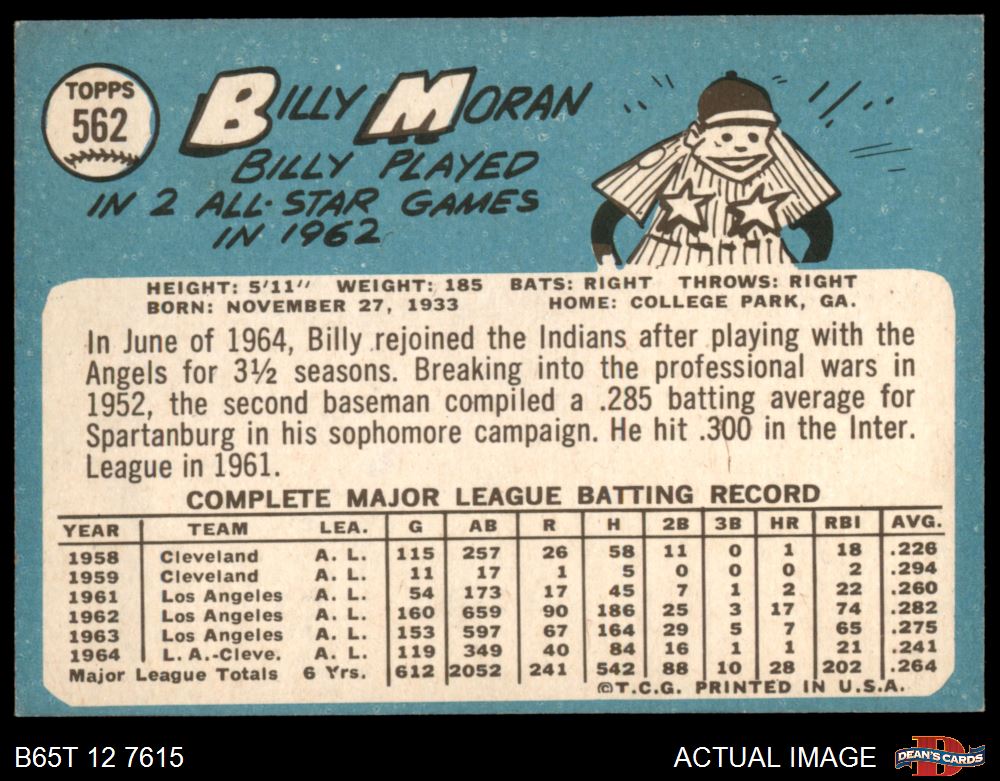 TOPPS
562
BILLY MORAN
BILLY PLAYED
IN 2 ALL-STAR GAMES
IN 1962
HEIGHT: 5'11" WEIGHT: 185 BATS: RIGHT THROWS: RIGHT
BORN: NOVEMBER 27, 1933 HOME: COLLEGE PARK, GA.
In June of 1964, Billy rejoined the Indians after playing with the
Angels for 3½ seasons. Breaking into the professional wars in
1952, the second baseman compiled a .285 batting average for
Spartanburg in his sophomore campaign. He hit .300 in the Inter.
League in 1961.
COMPLETE MAJOR LEAGUE BATTING RECORD
YEAR TEAM LEA. G AB R H 2B 3B HR RBI AVG.
1958 Cleveland A. L. 115 257 26 58 11 0 1 18 .226
1959 Cleveland A. L. 11 17 1 5 0 0 0 2 .294
1961 Los Angeles A. L. 54 173 17 45 7 1 2 22 .260
1962 Los Angeles A. L. 160 659 90 186 25 3 17 74 .282
1963 Los Angeles A. L. 153 597 67 164 29 5 7 65 .275
1964 L. A.-Cleve. A. L. 119 349 40 84 16 1 1 21 .241
Major League Totals 6 Yrs. 612 2052 241 542 88 10 28 202 .264
©T.C.G. PRINTED IN U.S.A.
B65T 12 7615 ACTUAL IMAGE DEAN'S CARDS